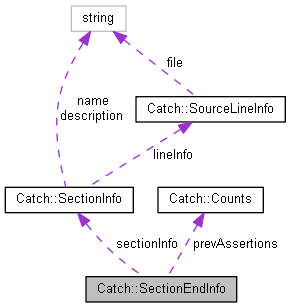 string
file
name
description
Catch::SourceLineInfo
lineInfo
Catch::SectionInfo
Catch::Counts
sectionInfo
prevAssertions
Catch::SectionEndInfo